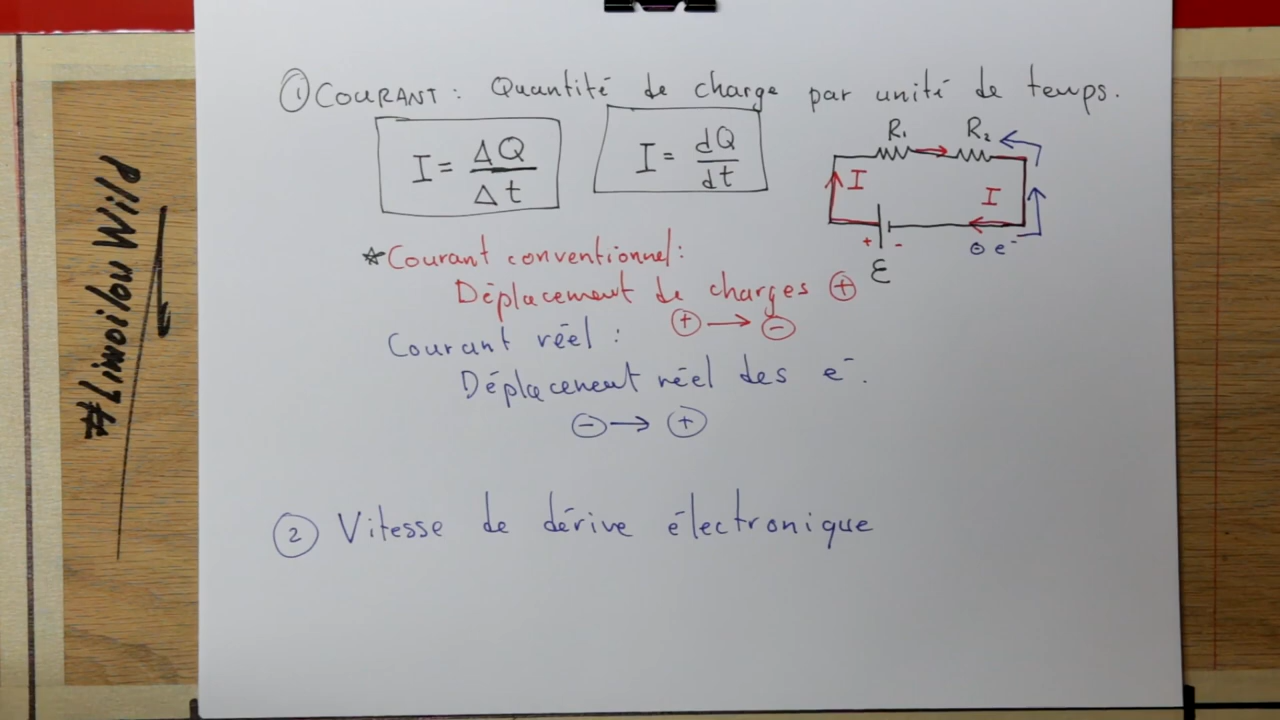 ① COURANT : Quantité de charge par unité de temps.
I = ΔQ/Δt
I = dQ/dt
R₁ R₂
I I
+ -
⊖ e⁻
ε
* Courant conventionnel :
Déplacement de charges ⊕
⊕ → ⊖
Courant réel :
Déplacement réel des e⁻.
⊖ → ⊕
② Vitesse de dérive électronique
#Limoilou Wild